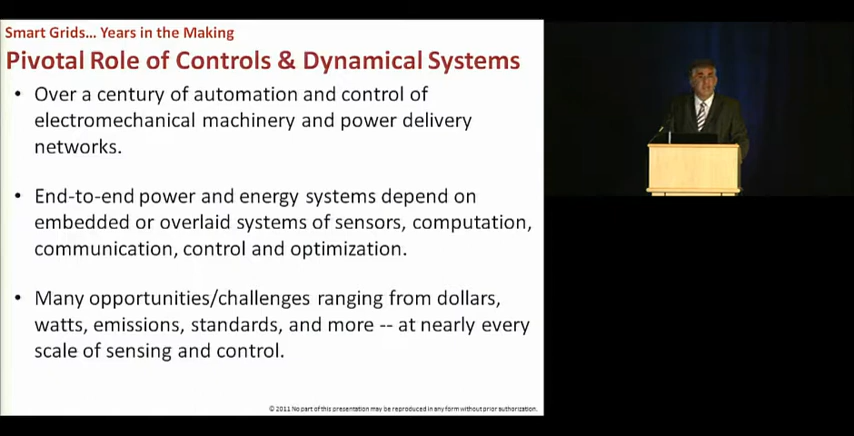 Smart Grids... Years in the Making
Pivotal Role of Controls & Dynamical Systems
• Over a century of automation and control of
electromechanical machinery and power delivery
networks.
• End-to-end power and energy systems depend on
embedded or overlaid systems of sensors, computation,
communication, control and optimization.
• Many opportunities/challenges ranging from dollars,
watts, emissions, standards, and more -- at nearly every
scale of sensing and control.
© 2011 No part of this presentation may be reproduced in any form without prior authorization.